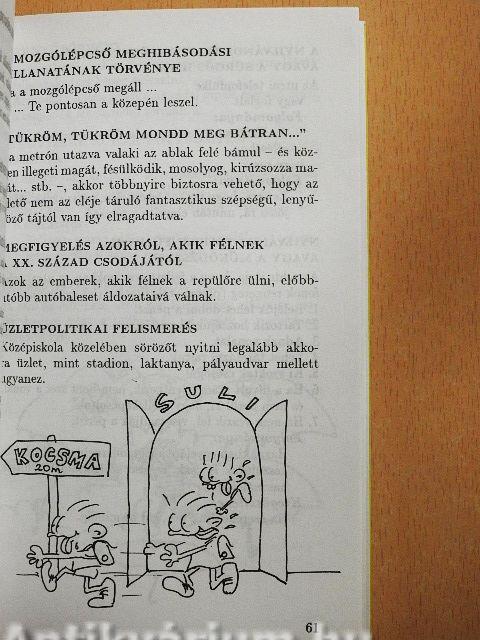 MOZGÓLÉPCSŐ MEGHIBÁSODÁSI
LLANATÁNAK TÖRVÉNYE
a a mozgólépcső megáll ...
... Te pontosan a közepén leszel.
TÜKRÖM, TÜKRÖM MONDD MEG BÁTRAN..."
a metrón utazva valaki az ablak felé bámul – és köz-
en illegeti magát, fésülködik, mosolyog, kirúzsozza ma-
át... stb. –, akkor többnyire biztosra vehető, hogy az
lető nem az eléje táruló fantasztikus szépségű, lenyű-
öző tájtól van így elragadtatva.
MEGFIGYELÉS AZOKRÓL, AKIK FÉLNEK
A XX. SZÁZAD CSODÁJÁTÓL
Azok az emberek, akik félnek a repülőre ülni, előbb-
utóbb autóbaleset áldozataivá válnak.
ÜZLETPOLITIKAI FELISMERÉS
Középiskola közelében sörözőt nyitni legalább akko-
a üzlet, mint stadion, laktanya, pályaudvar mellett
ugyanez.
SULI
KOCSMA
20m
61
Antikvárium.hu